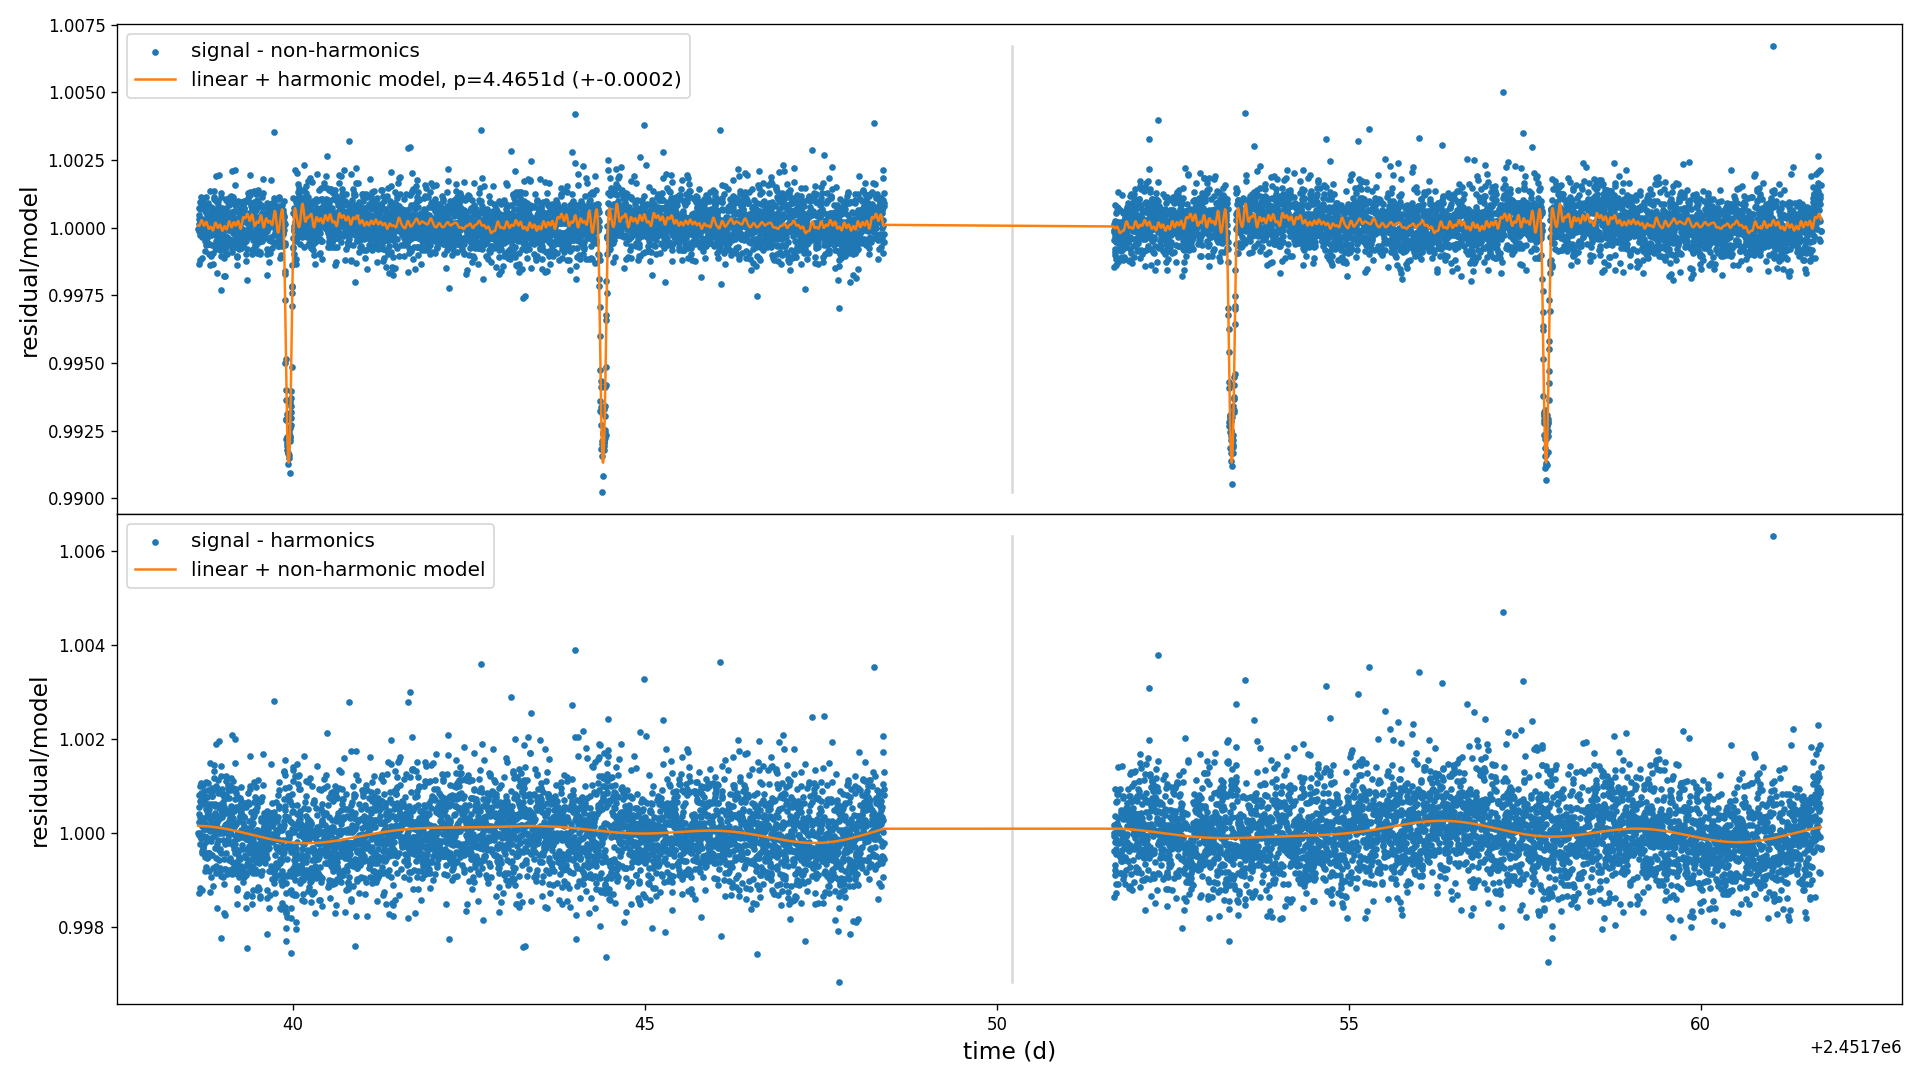 1.0075
signal - non-harmonics
linear + harmonic model, p=4.4651d (+-0.0002)
1.0050
1.0025
1.0000
0.9975
0.9950
0.9925
0.9900
residual/model
signal - harmonics
linear + non-harmonic model
1.006
1.004
1.002
1.000
0.998
residual/model
40 45 50 55 60
time (d)
+2.4517e6